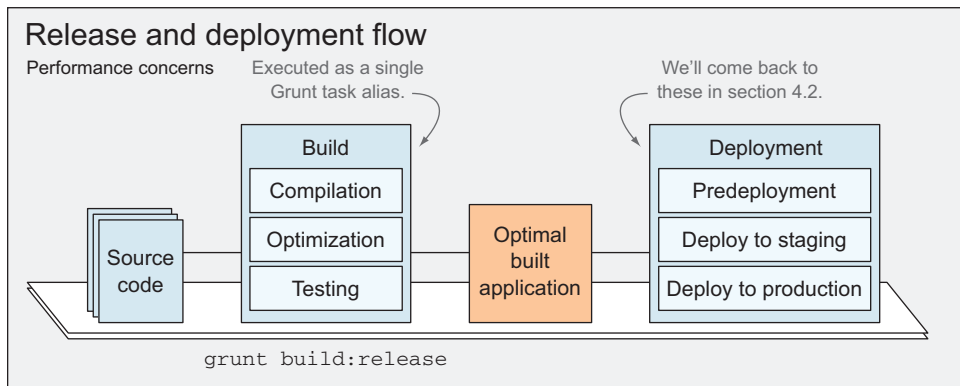 Release and deployment flow
Performance concerns
Executed as a single
Grunt task alias.
We'll come back to
these in section 4.2.
Source
code
Build
Compilation
Optimization
Testing
Optimal
built
application
Deployment
Predeployment
Deploy to staging
Deploy to production
grunt build:release